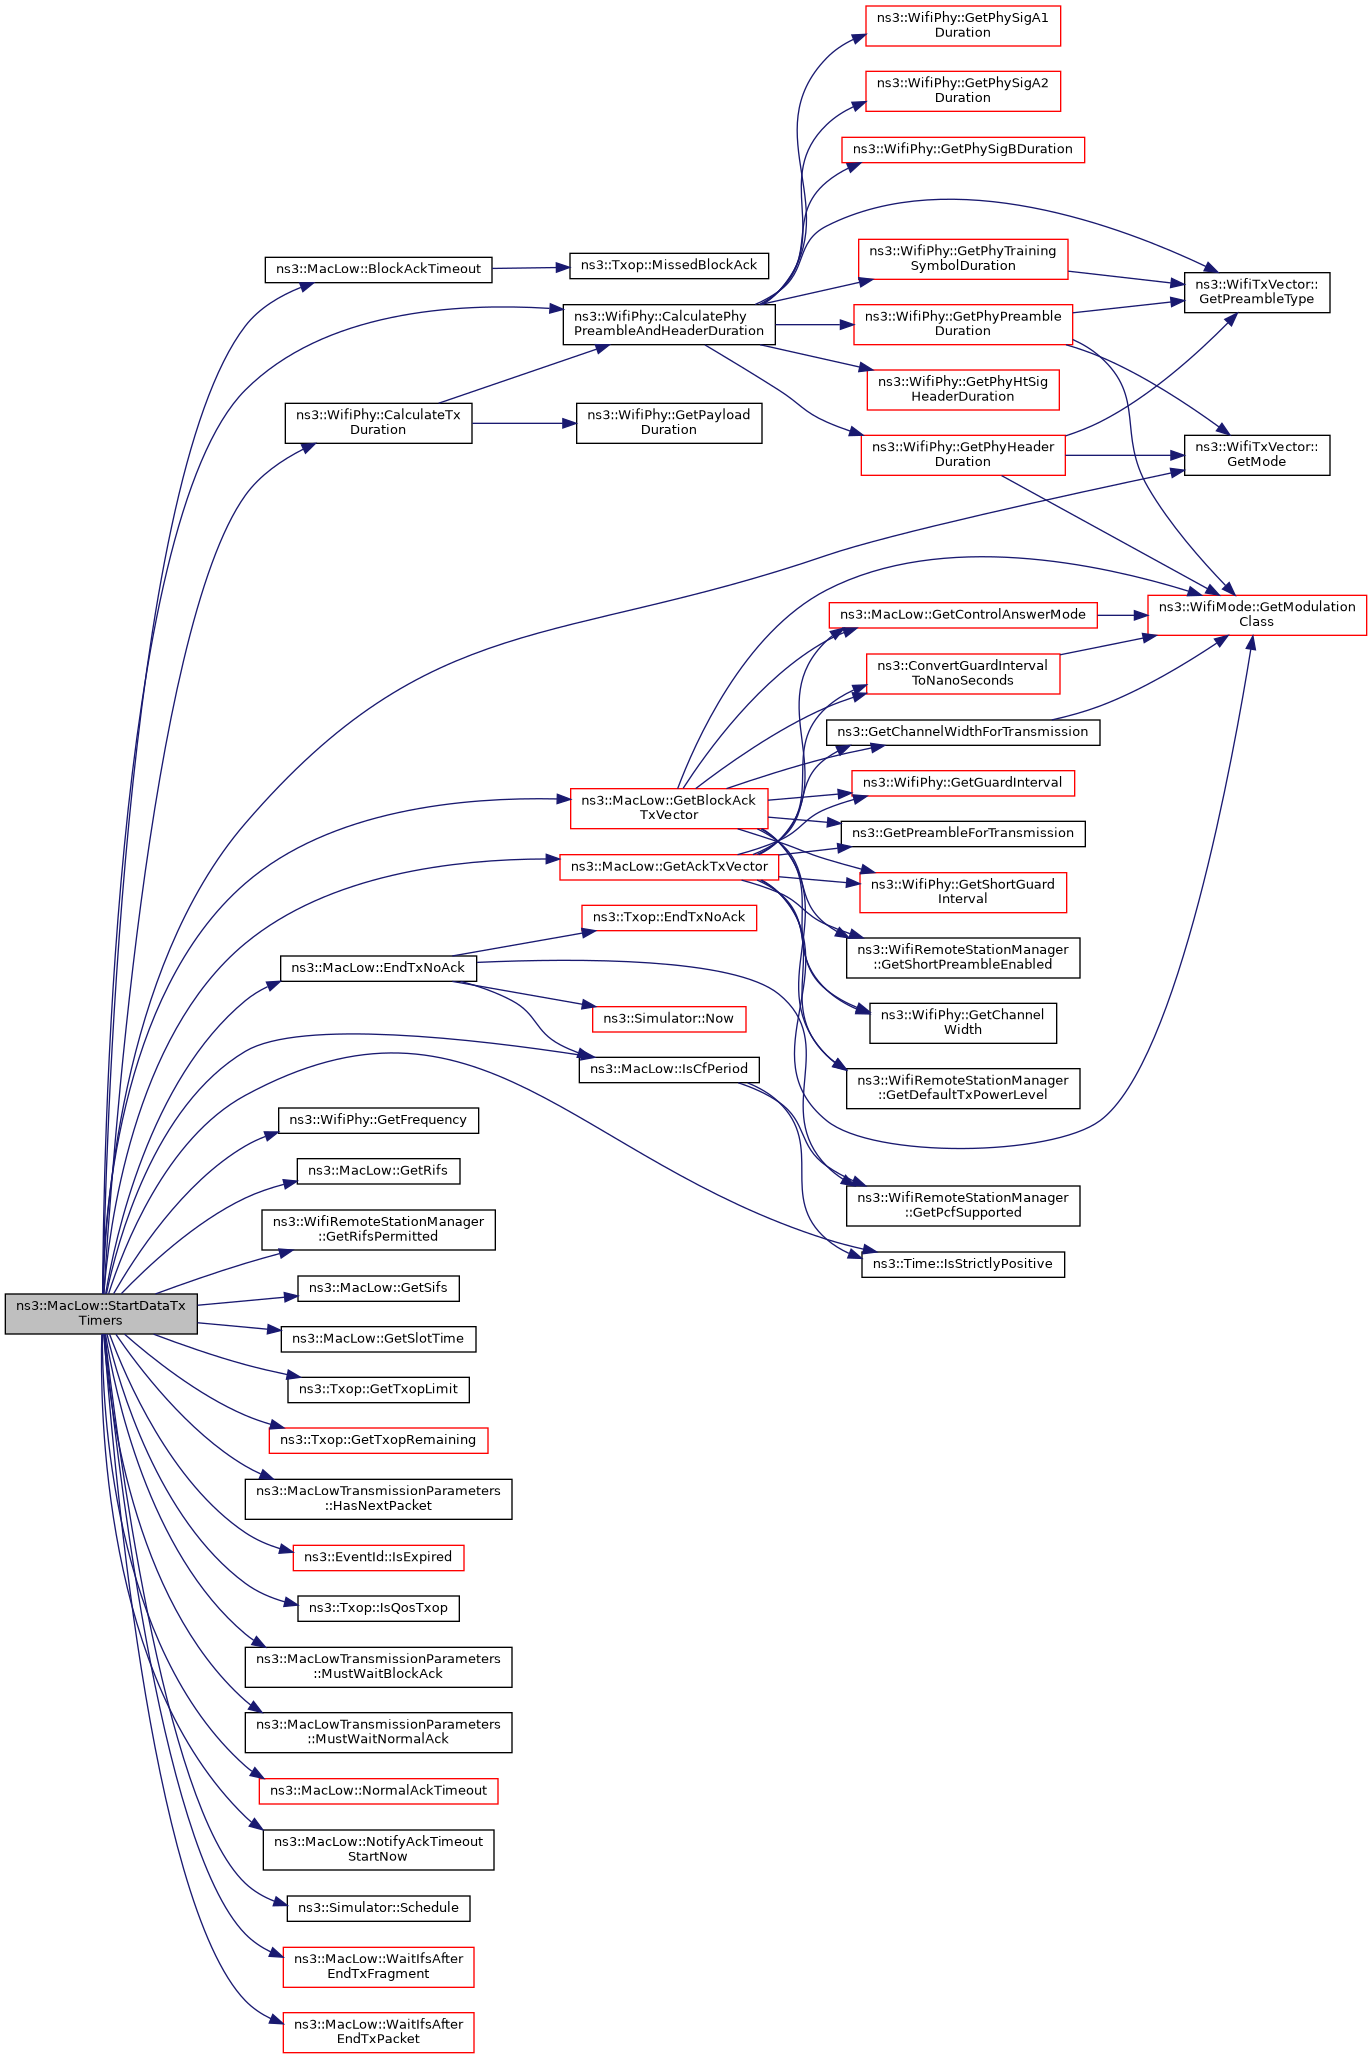 ns3::WifiPhy::GetPhySigA1
Duration
ns3::WifiPhy::GetPhySigA2
Duration
ns3::WifiPhy::GetPhySigBDuration
ns3::WifiPhy::GetPhyTraining
SymbolDuration
ns3::MacLow::BlockAckTimeout
ns3::Txop::MissedBlockAck
ns3::WifiTxVector::
GetPreambleType
ns3::WifiPhy::CalculatePhy
PreambleAndHeaderDuration
ns3::WifiPhy::GetPhyPreamble
Duration
ns3::WifiPhy::GetPhyHtSig
HeaderDuration
ns3::WifiPhy::CalculateTx
Duration
ns3::WifiPhy::GetPayload
Duration
ns3::WifiPhy::GetPhyHeader
Duration
ns3::WifiTxVector::
GetMode
ns3::MacLow::GetControlAnswerMode
ns3::WifiMode::GetModulation
Class
ns3::ConvertGuardInterval
ToNanoSeconds
ns3::GetChannelWidthForTransmission
ns3::WifiPhy::GetGuardInterval
ns3::MacLow::GetBlockAck
TxVector
ns3::GetPreambleForTransmission
ns3::MacLow::GetAckTxVector
ns3::WifiPhy::GetShortGuard
Interval
ns3::Txop::EndTxNoAck
ns3::WifiRemoteStationManager
::GetShortPreambleEnabled
ns3::MacLow::EndTxNoAck
ns3::Simulator::Now
ns3::WifiPhy::GetChannel
Width
ns3::MacLow::IsCfPeriod
ns3::WifiRemoteStationManager
::GetDefaultTxPowerLevel
ns3::WifiPhy::GetFrequency
ns3::MacLow::GetRifs
ns3::WifiRemoteStationManager
::GetPcfSupported
ns3::WifiRemoteStationManager
::GetRifsPermitted
ns3::Time::IsStrictlyPositive
ns3::MacLow::GetSifs
ns3::MacLow::StartDataTx
Timers
ns3::MacLow::GetSlotTime
ns3::Txop::GetTxopLimit
ns3::Txop::GetTxopRemaining
ns3::MacLowTransmissionParameters
::HasNextPacket
ns3::EventId::IsExpired
ns3::Txop::IsQosTxop
ns3::MacLowTransmissionParameters
::MustWaitBlockAck
ns3::MacLowTransmissionParameters
::MustWaitNormalAck
ns3::MacLow::NormalAckTimeout
ns3::MacLow::NotifyAckTimeout
StartNow
ns3::Simulator::Schedule
ns3::MacLow::WaitIfsAfter
EndTxFragment
ns3::MacLow::WaitIfsAfter
EndTxPacket